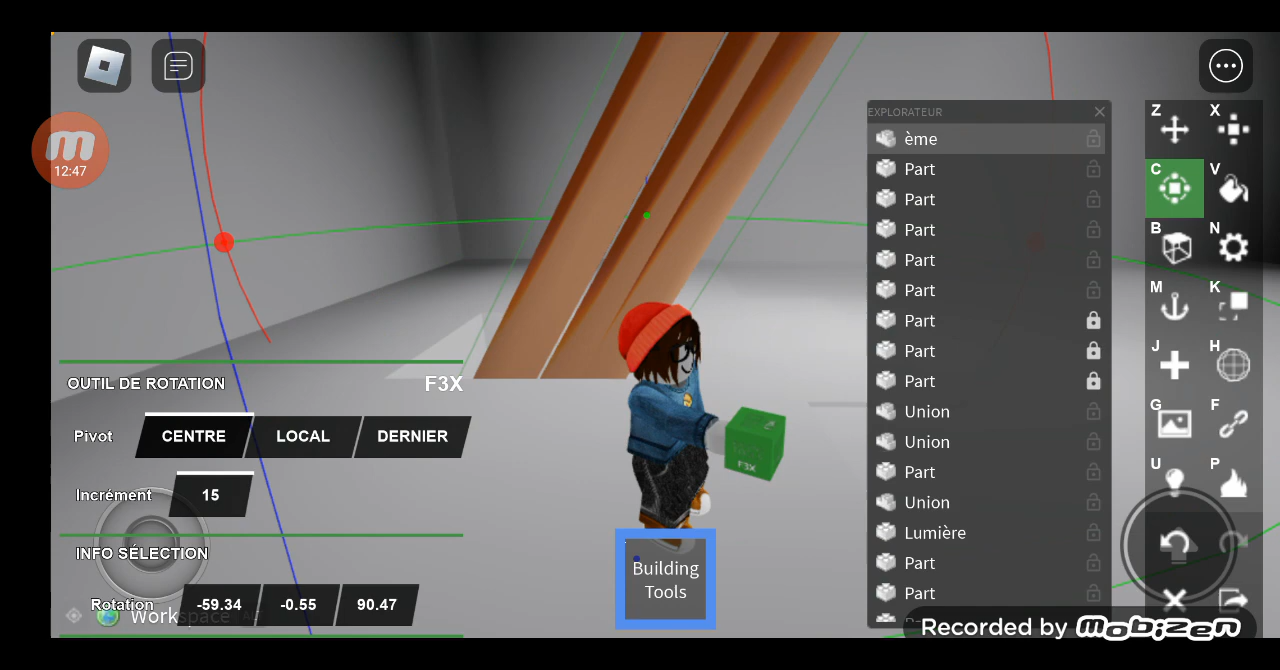 12:47
EXPLORATEUR
ème
Part
Part
Part
Part
Part
Part
Part
Part
Union
Union
Part
Union
Lumière
Part
Part
Z X
C V
B N
M K
J H
G F
U P
OUTIL DE ROTATION F3X
Pivot CENTRE LOCAL DERNIER
Incrément 15
INFO SÉLECTION
Rotation -59.34 -0.55 90.47
Workspace
F3X
Building
Tools
Recorded by mobizen